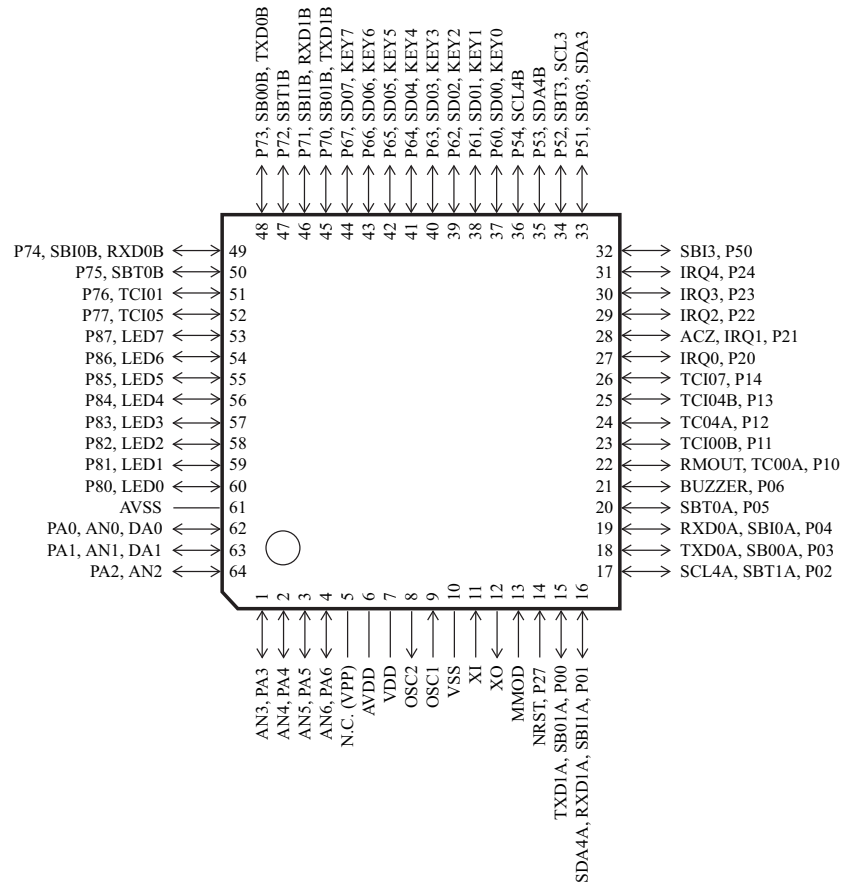 P73, SB00B, TXD0B
P72, SBT1B
P71, SBI1B, RXD1B
P70, SB01B, TXD1B
P67, SD07, KEY7
P66, SD06, KEY6
P65, SD05, KEY5
P64, SD04, KEY4
P63, SD03, KEY3
P62, SD02, KEY2
P61, SD01, KEY1
P60, SD00, KEY0
P54, SCL4B
P53, SDA4B
P52, SBT3, SCL3
P51, SB03, SDA3
48 47 46 45 44 43 42 41 40 39 38 37 36 35 34 33
P74, SBI0B, RXD0B 49
P75, SBT0B 50
P76, TCI01 51
P77, TCI05 52
P87, LED7 53
P86, LED6 54
P85, LED5 55
P84, LED4 56
P83, LED3 57
P82, LED2 58
P81, LED1 59
P80, LED0 60
AVSS 61
PA0, AN0, DA0 62
PA1, AN1, DA1 63
PA2, AN2 64
32 SBI3, P50
31 IRQ4, P24
30 IRQ3, P23
29 IRQ2, P22
28 ACZ, IRQ1, P21
27 IRQ0, P20
26 TCI07, P14
25 TCI04B, P13
24 TC04A, P12
23 TCI00B, P11
22 RMOUT, TC00A, P10
21 BUZZER, P06
20 SBT0A, P05
19 RXD0A, SBI0A, P04
18 TXD0A, SB00A, P03
17 SCL4A, SBT1A, P02
1 2 3 4 5 6 7 8 9 10 11 12 13 14 15 16
AN3, PA3
AN4, PA4
AN5, PA5
AN6, PA6
N.C. (VPP)
AVDD
VDD
OSC2
OSC1
VSS
XI
XO
MMOD
NRST, P27
TXD1A, SB01A, P00
SDA4A, RXD1A, SBI1A, P01